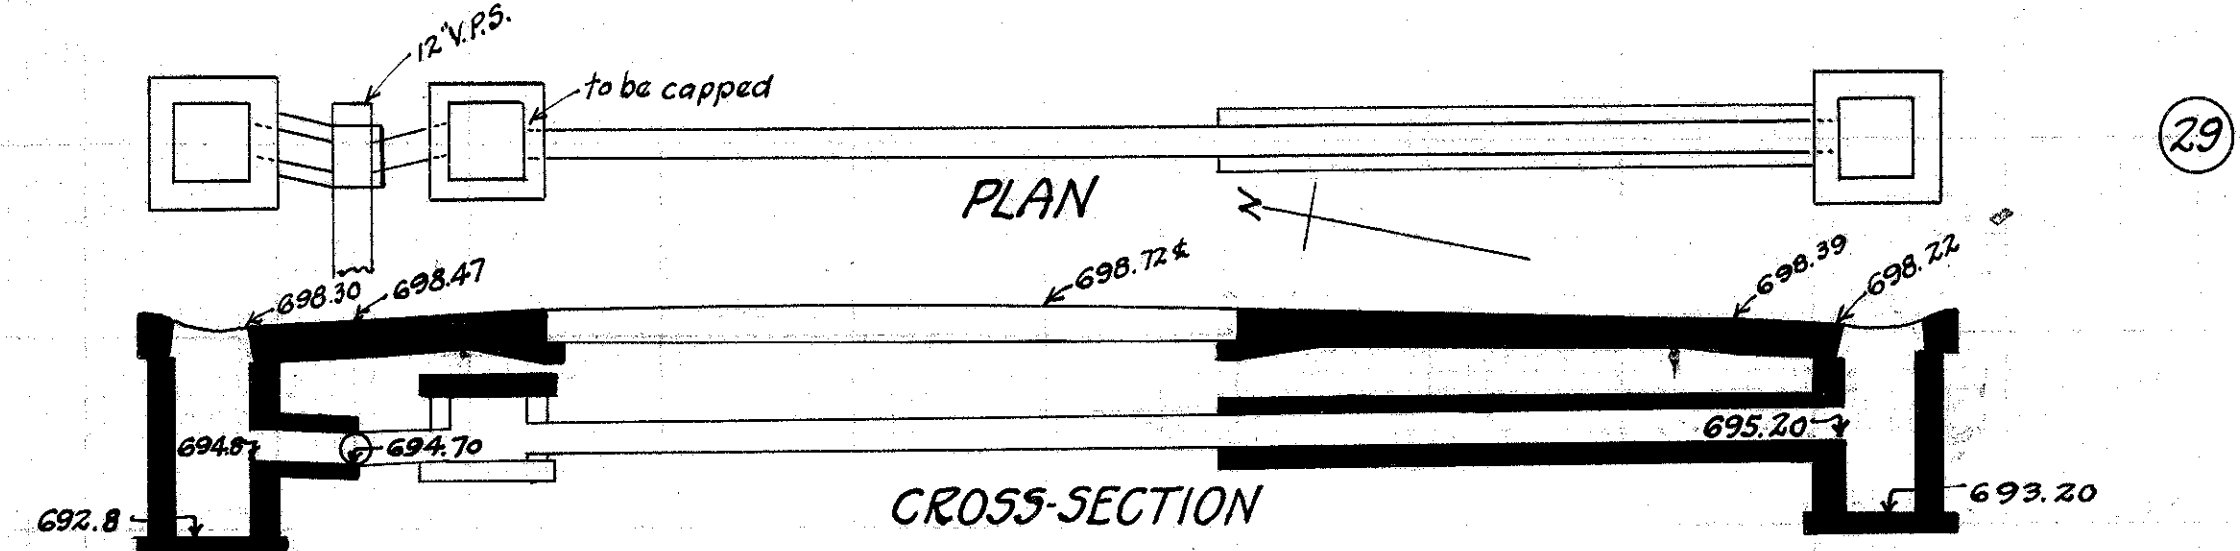 12"V.P.S.
to be capped
29
PLAN
N
698.30
698.47
698.72 ℄
698.39
698.22
694.8
694.70
695.20
692.8
CROSS-SECTION
693.20